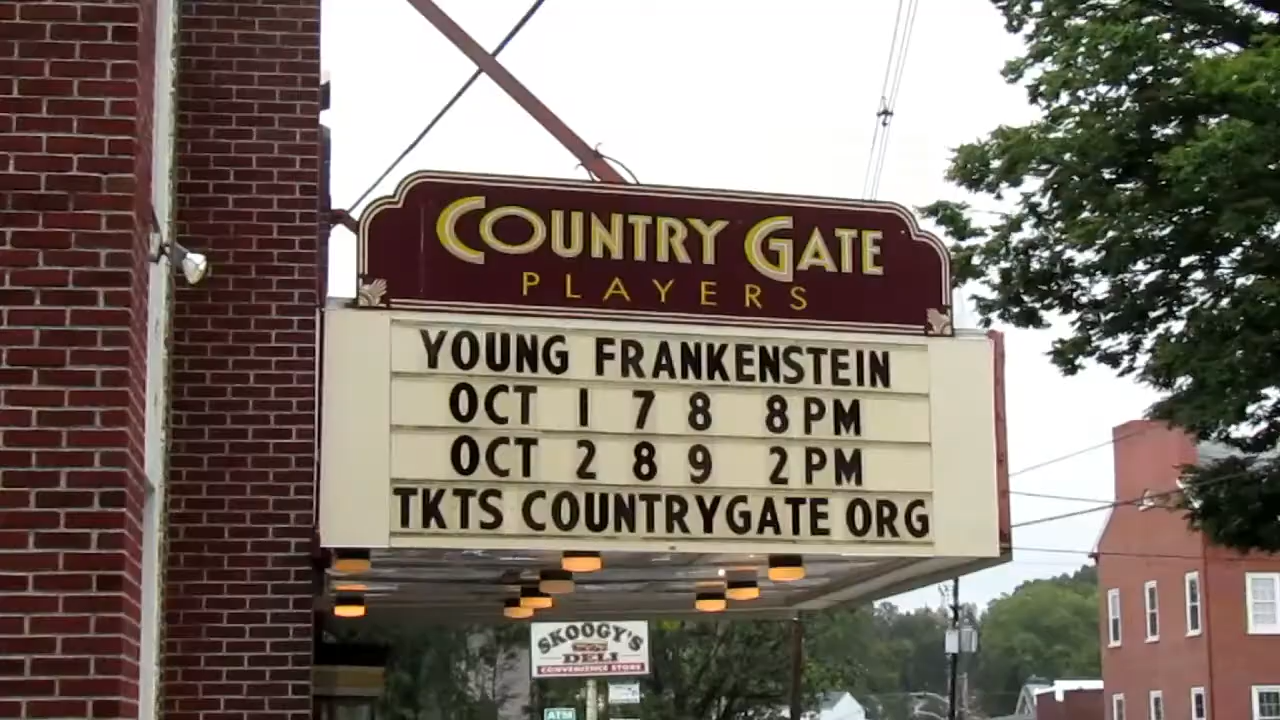 COUNTRY GATE
PLAYERS
YOUNG FRANKENSTEIN
OCT 1 7 8 8PM
OCT 2 8 9 2PM
TKTS COUNTRYGATE ORG
SKOOGY'S
DELI
CONVENIENCE STORE
ATM